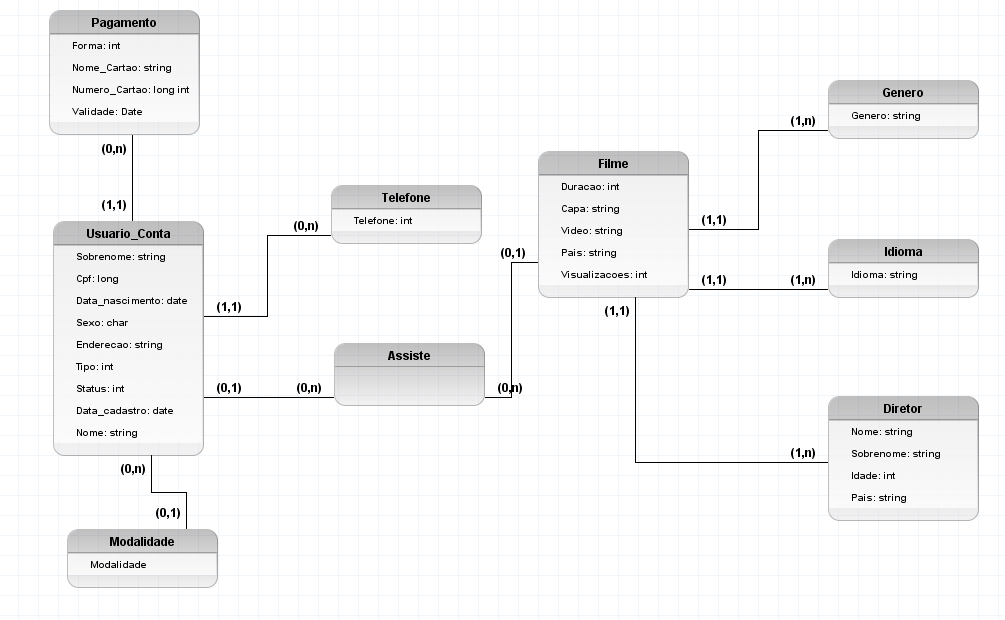 Pagamento
Forma: int
Nome_Cartao: string
Numero_Cartao: long int
Validade: Date
(0,n)
(1,1)
Usuario_Conta
Sobrenome: string
Cpf: long
Data_nascimento: date
Sexo: char
Enderecao: string
Tipo: int
Status: int
Data_cadastro: date
Nome: string
(1,1)
(0,n)
Telefone
Telefone: int
(0,1)
(0,n)
Assiste
(0,n)
(0,1)
(0,n)
(0,1)
Modalidade
Modalidade
Filme
Duracao: int
Capa: string
Video: string
Pais: string
Visualizacoes: int
(1,1)
(1,n)
Genero
Genero: string
(1,1)
(1,n)
Idioma
Idioma: string
(1,1)
(1,n)
Diretor
Nome: string
Sobrenome: string
Idade: int
Pais: string